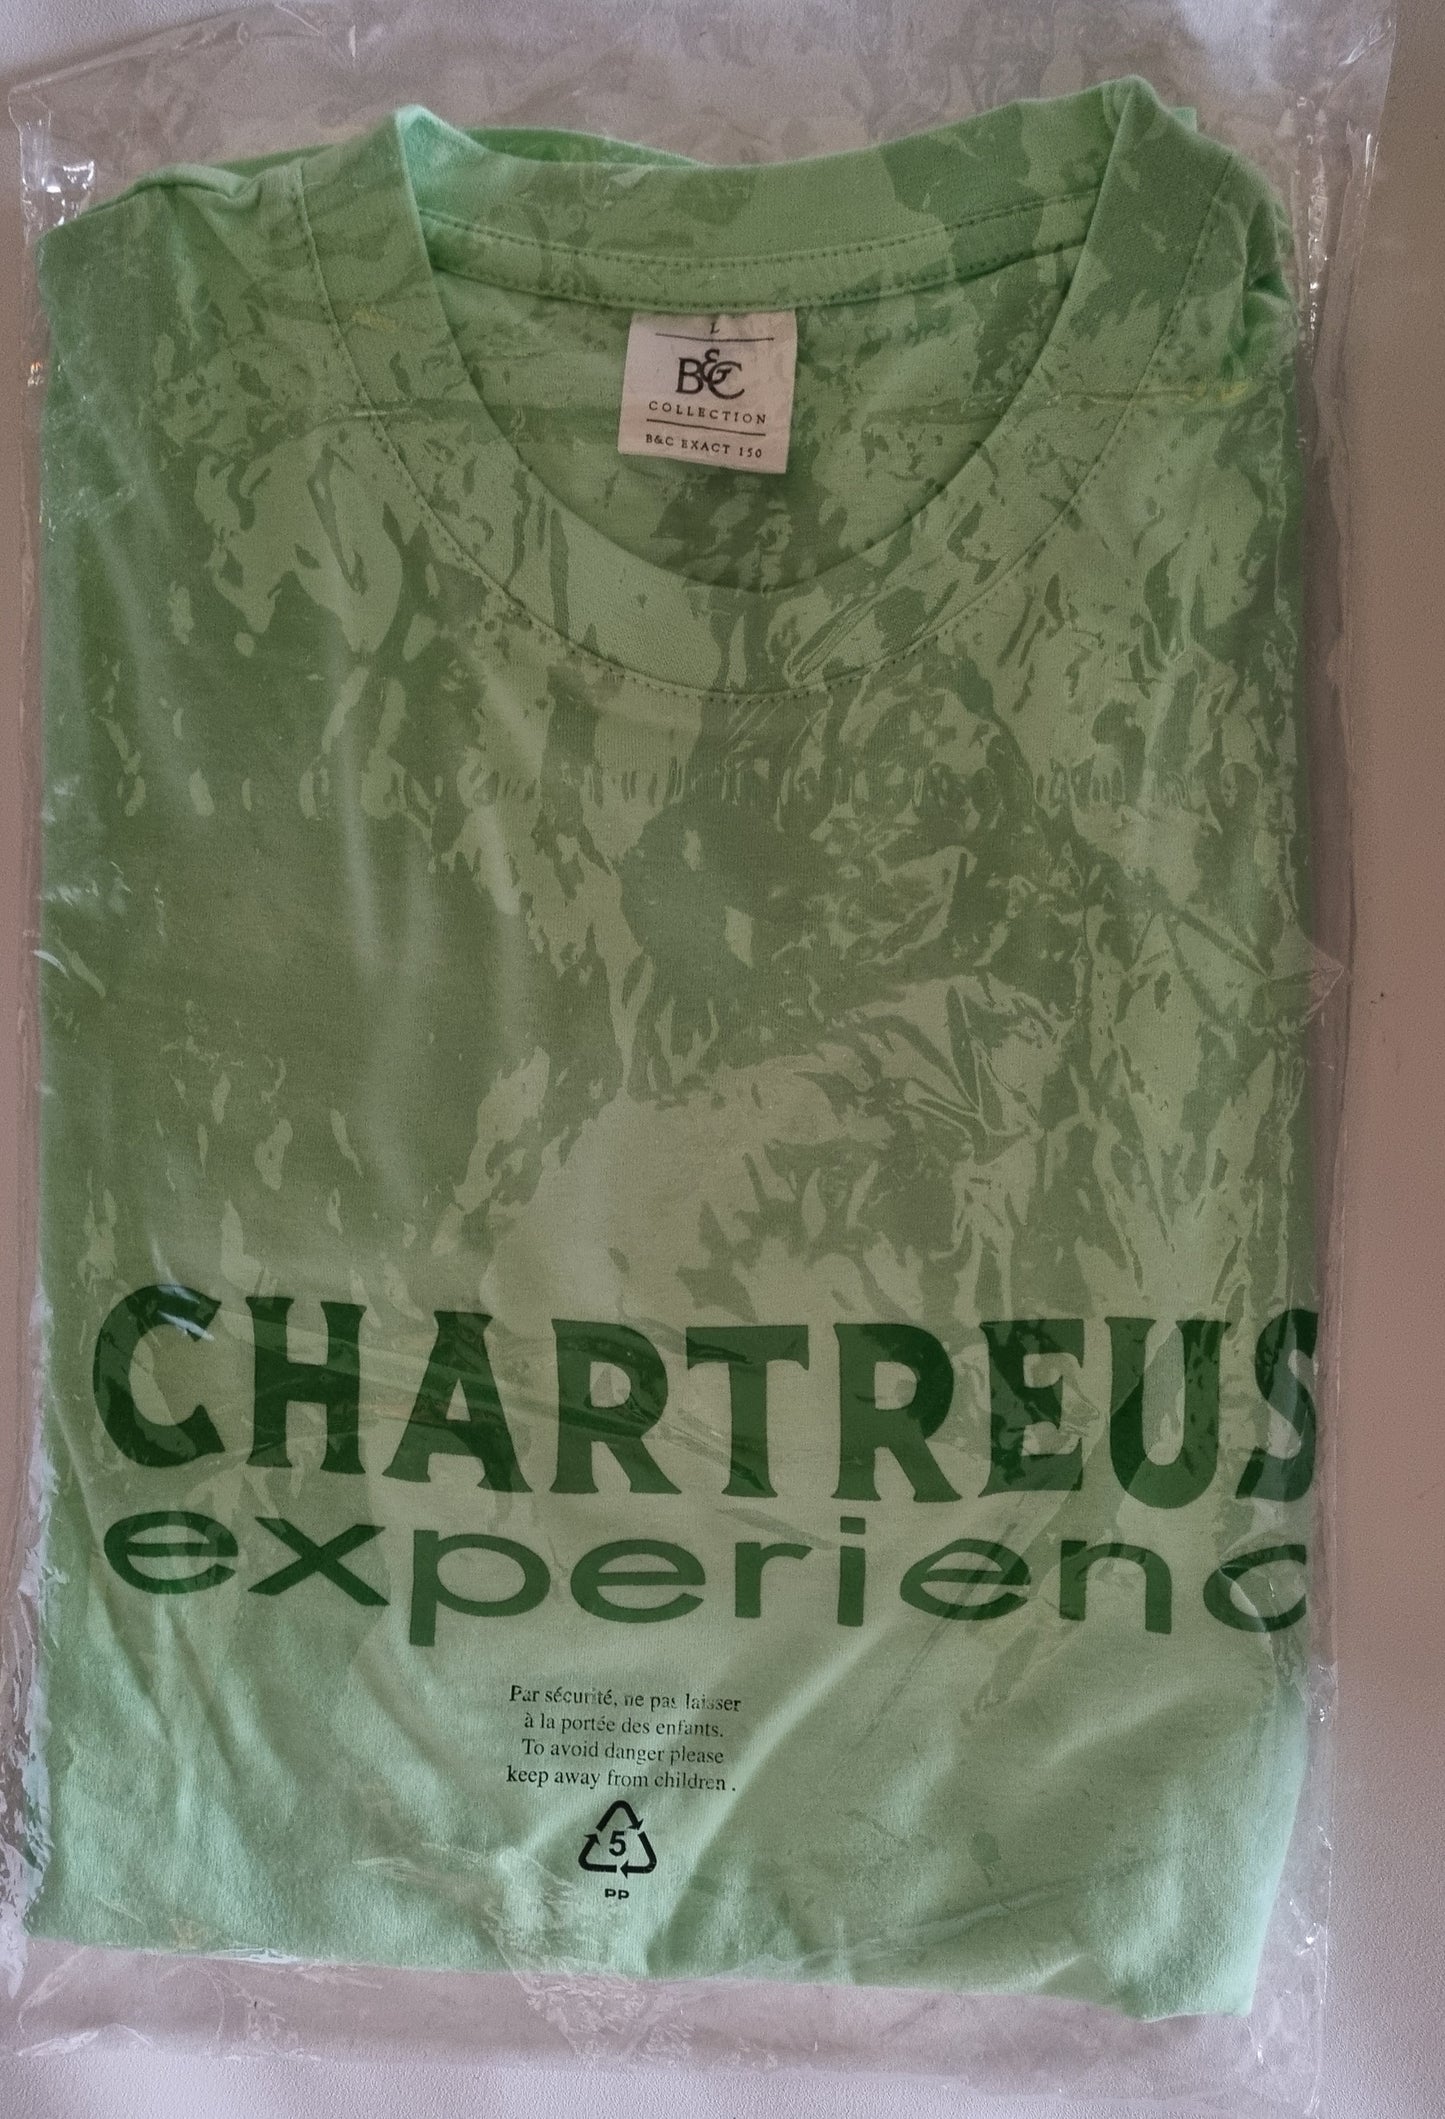 L
B&C
COLLECTION
B&C EXACT 150
CHARTREUS
experienc
Par sécurité, ne pas laisser
à la portée des enfants.
To avoid danger please
keep away from children .
5
PP